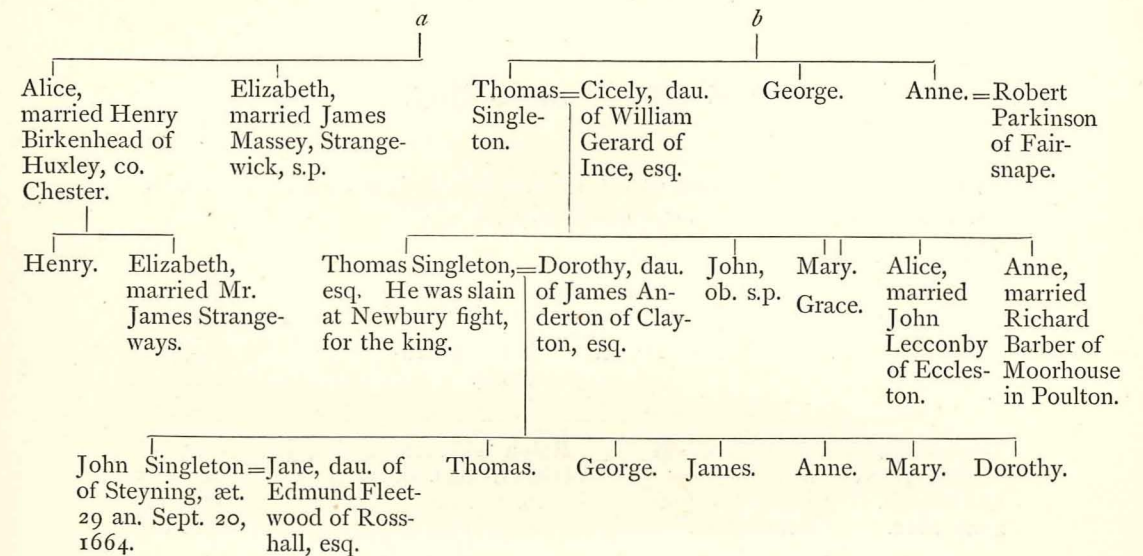 a
b
Alice,
married Henry
Birkenhead of
Huxley, co.
Chester.
Elizabeth,
married James
Massey, Strange-
wick, s.p.
Thomas
Single-
ton.
=Cicely, dau.
of William
Gerard of
Ince, esq.
George.
Anne.
=Robert
Parkinson
of Fair-
snape.
Henry.
Elizabeth,
married Mr.
James Strange-
ways.
Thomas Singleton,
esq. He was slain
at Newbury fight,
for the king.
=Dorothy, dau.
of James An-
derton of Clay-
ton, esq.
John,
ob. s.p.
Mary.
Grace.
Alice,
married
John
Lecconby
of Eccles-
ton.
Anne,
married
Richard
Barber of
Moorhouse
in Poulton.
John Singleton
of Steyning, æt.
29 an. Sept. 20,
1664.
=Jane, dau. of
Edmund Fleet-
wood of Ross-
hall, esq.
Thomas.
George.
James.
Anne.
Mary.
Dorothy.